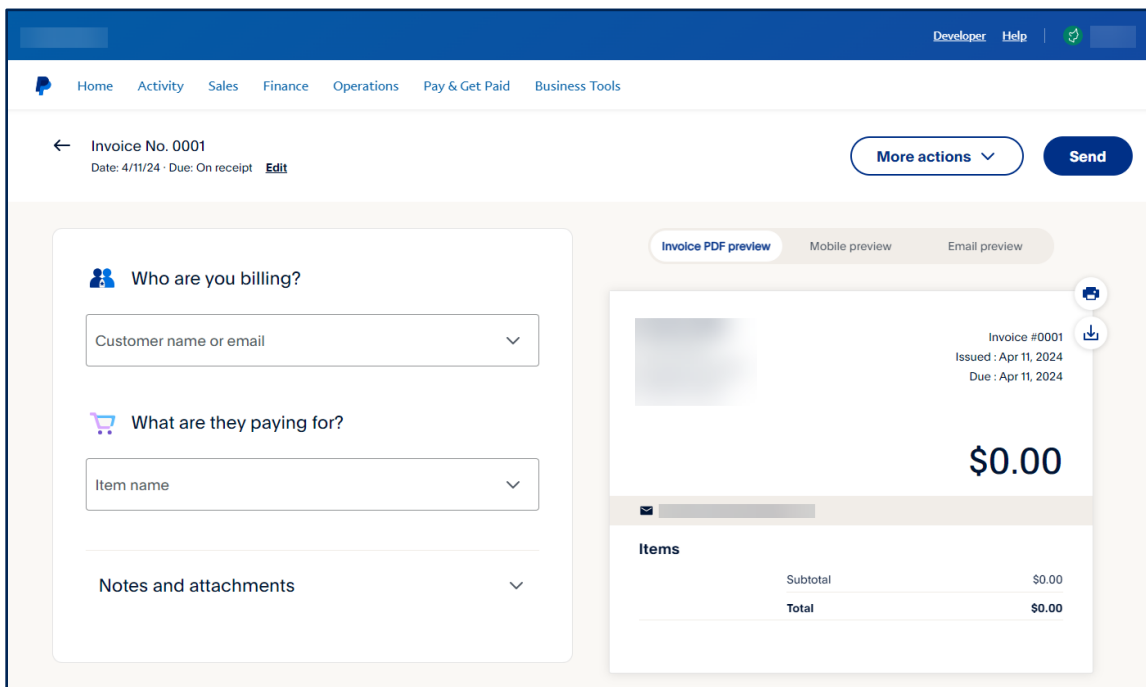 Developer Help
Home Activity Sales Finance Operations Pay & Get Paid Business Tools
Invoice No. 0001
Date: 4/11/24 · Due: On receipt Edit
More actions
Send
Who are you billing?
Customer name or email
What are they paying for?
Item name
Notes and attachments
Invoice PDF preview Mobile preview Email preview
Invoice #0001
Issued : Apr 11, 2024
Due : Apr 11, 2024
$0.00
Items
Subtotal $0.00
Total $0.00